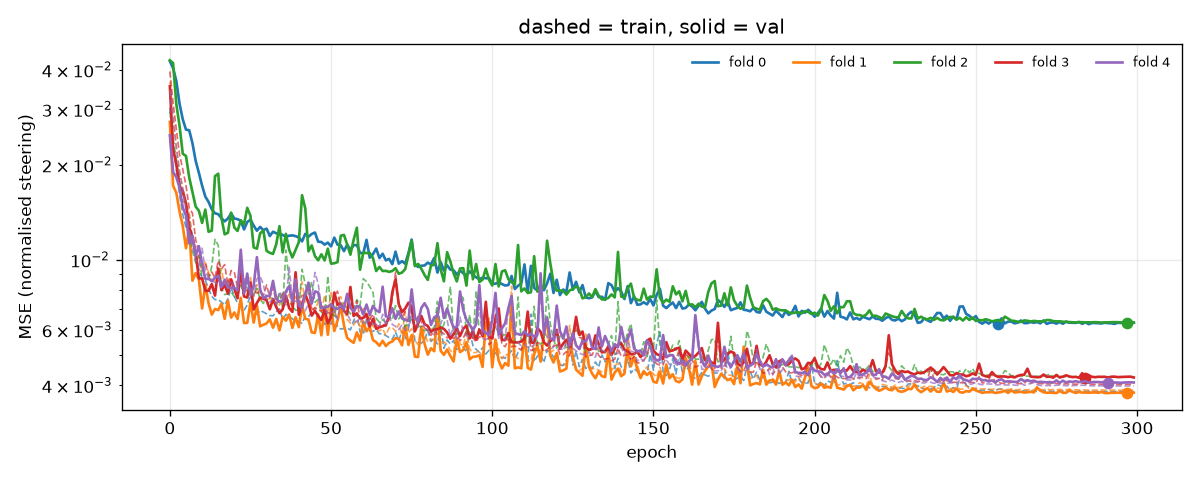 dashed = train, solid = val
fold 0 fold 1 fold 2 fold 3 fold 4
MSE (normalised steering)
4 × 10⁻²
3 × 10⁻²
2 × 10⁻²
10⁻²
6 × 10⁻³
4 × 10⁻³
0 50 100 150 200 250 300
epoch